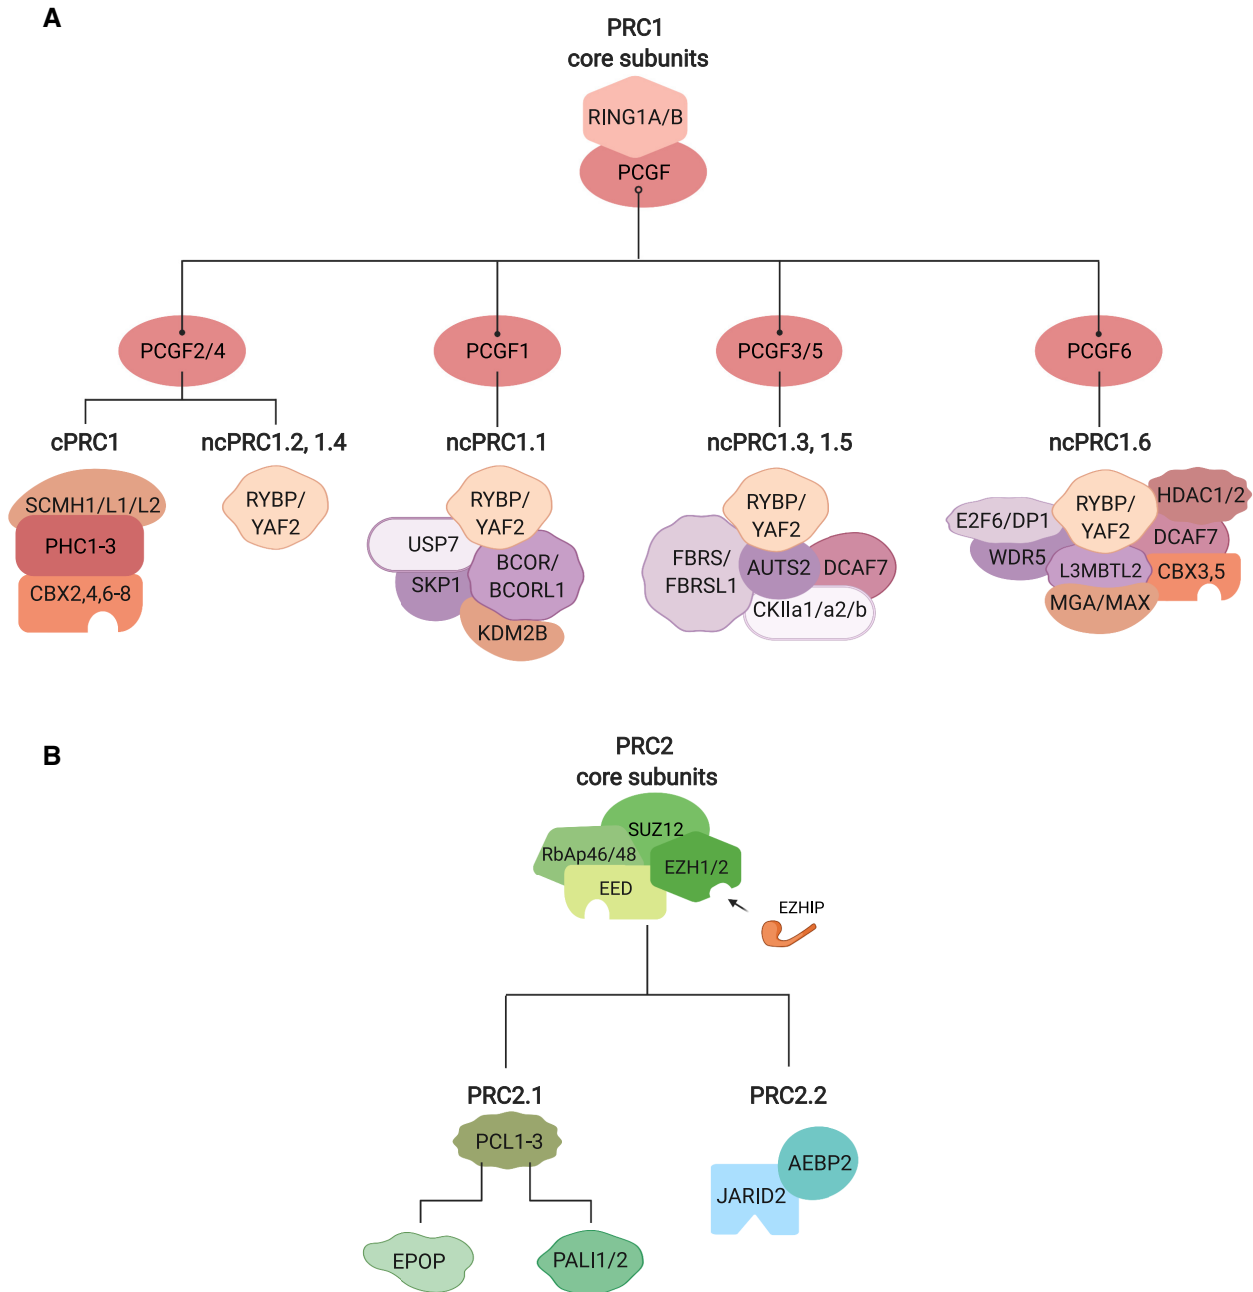 A
PRC1
core subunits
RING1A/B
PCGF
PCGF2/4
PCGF1
PCGF3/5
PCGF6
cPRC1
ncPRC1.2, 1.4
ncPRC1.1
ncPRC1.3, 1.5
ncPRC1.6
SCMH1/L1/L2
PHC1-3
CBX2,4,6-8
RYBP/
YAF2
RYBP/
YAF2
USP7
BCOR/
BCORL1
SKP1
KDM2B
RYBP/
YAF2
FBRS/
FBRSL1
AUTS2
DCAF7
CKIIa1/a2/b
RYBP/
YAF2
HDAC1/2
E2F6/DP1
DCAF7
WDR5
L3MBTL2
CBX3,5
MGA/MAX
B
PRC2
core subunits
SUZ12
RbAp46/48
EZH1/2
EED
EZHIP
PRC2.1
PRC2.2
PCL1-3
AEBP2
JARID2
EPOP
PALI1/2